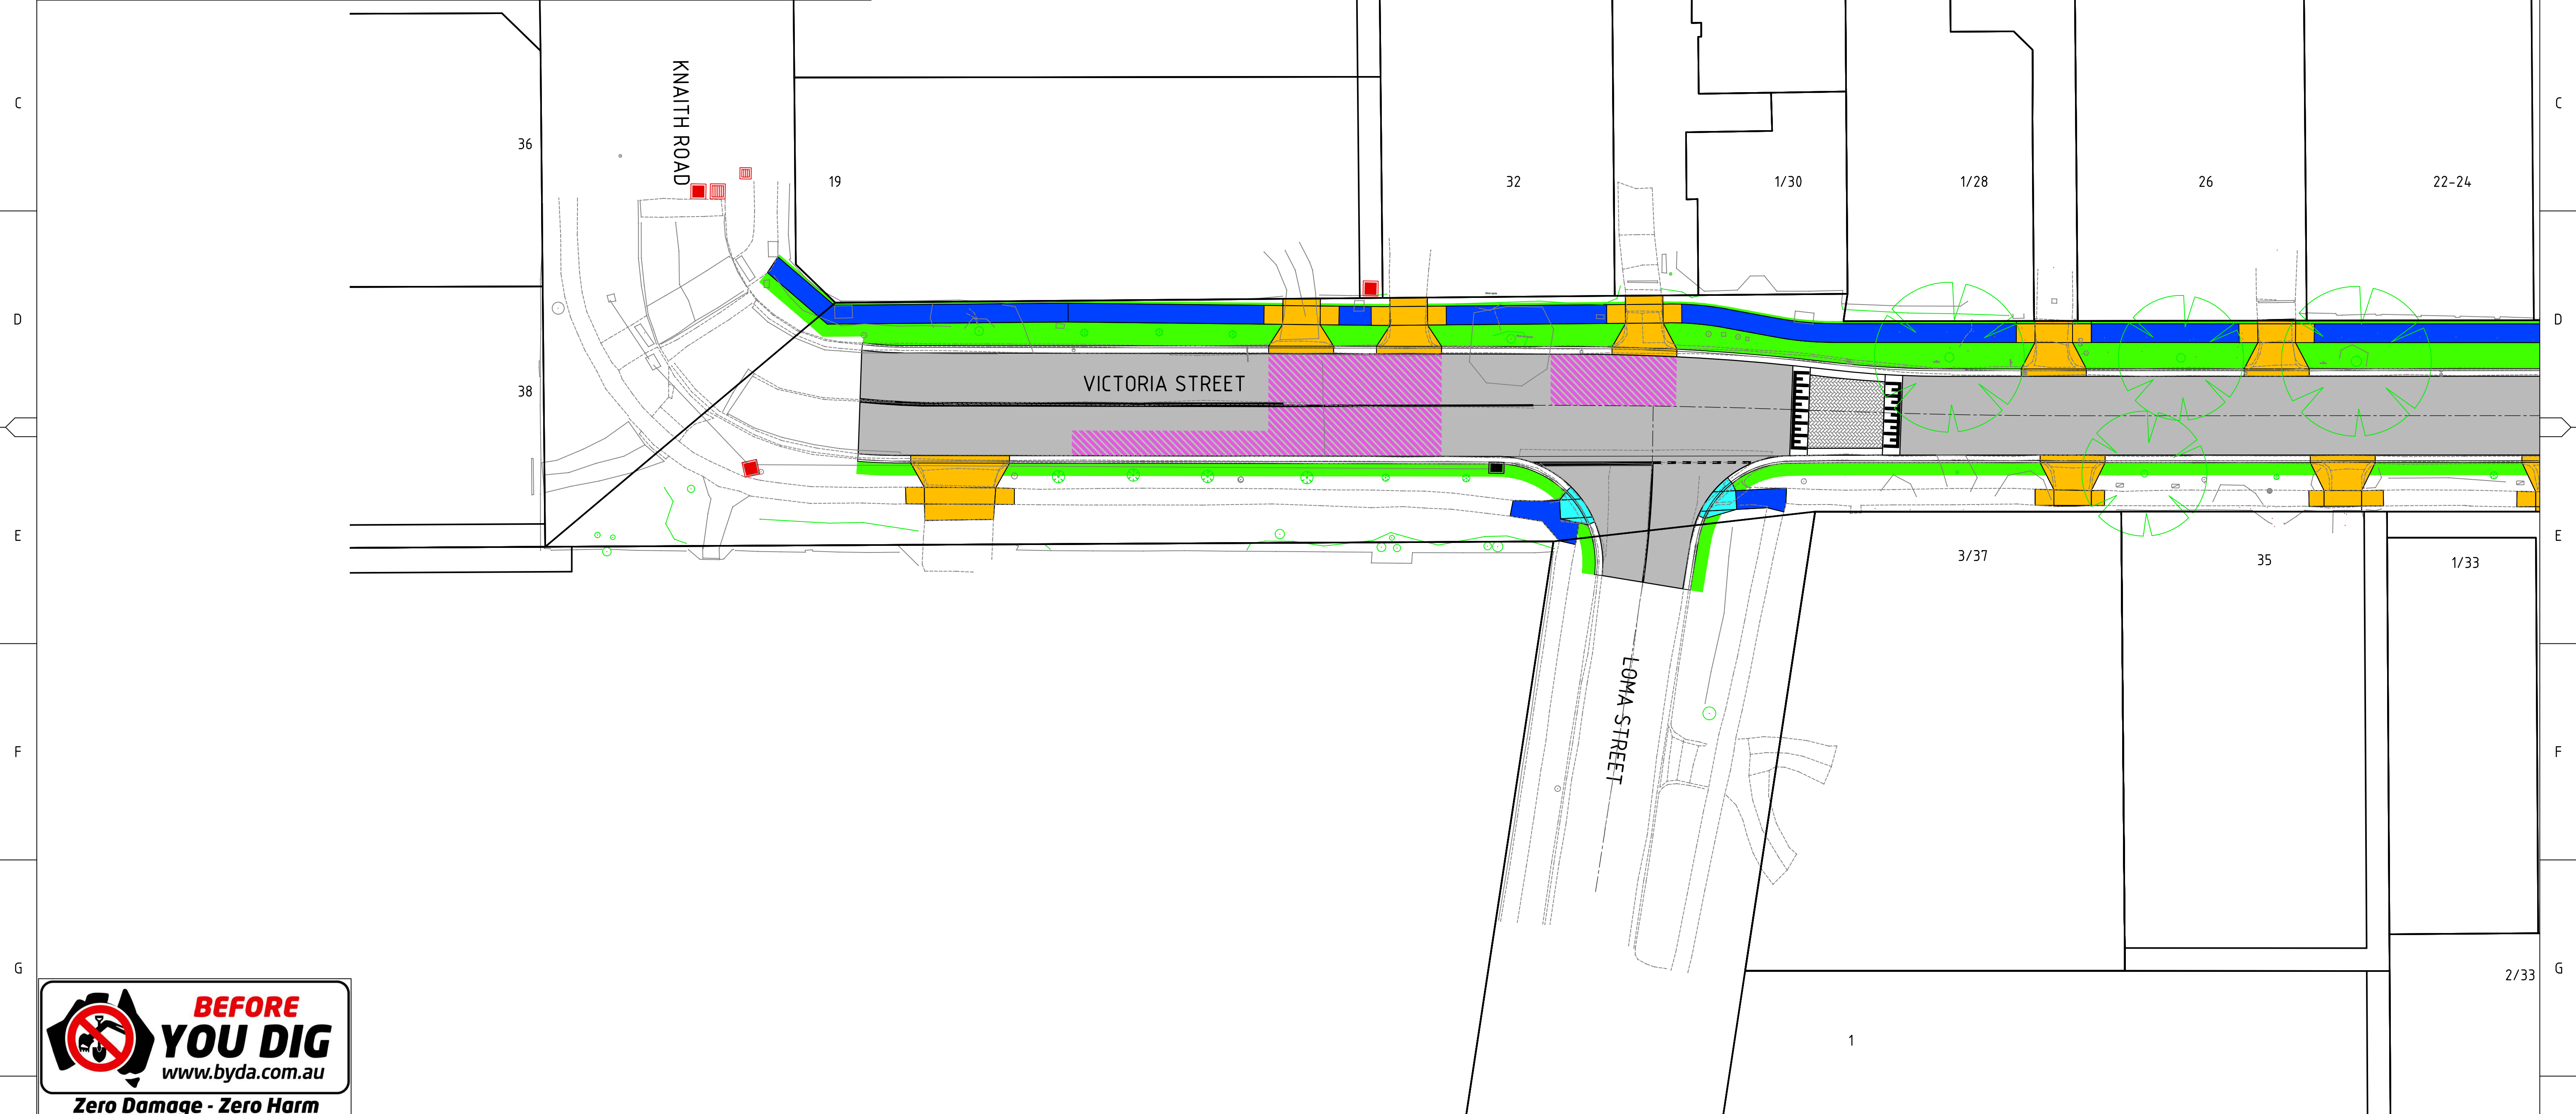 C
C
KNAITH ROAD
36
19
32
1/30
1/28
26
22-24
D
D
VICTORIA STREET
38
E
E
3/37
35
1/33
LOMA STREET
F
F
G
G
2/33
1
BEFORE
YOU DIG
www.byda.com.au
Zero Damage - Zero Harm